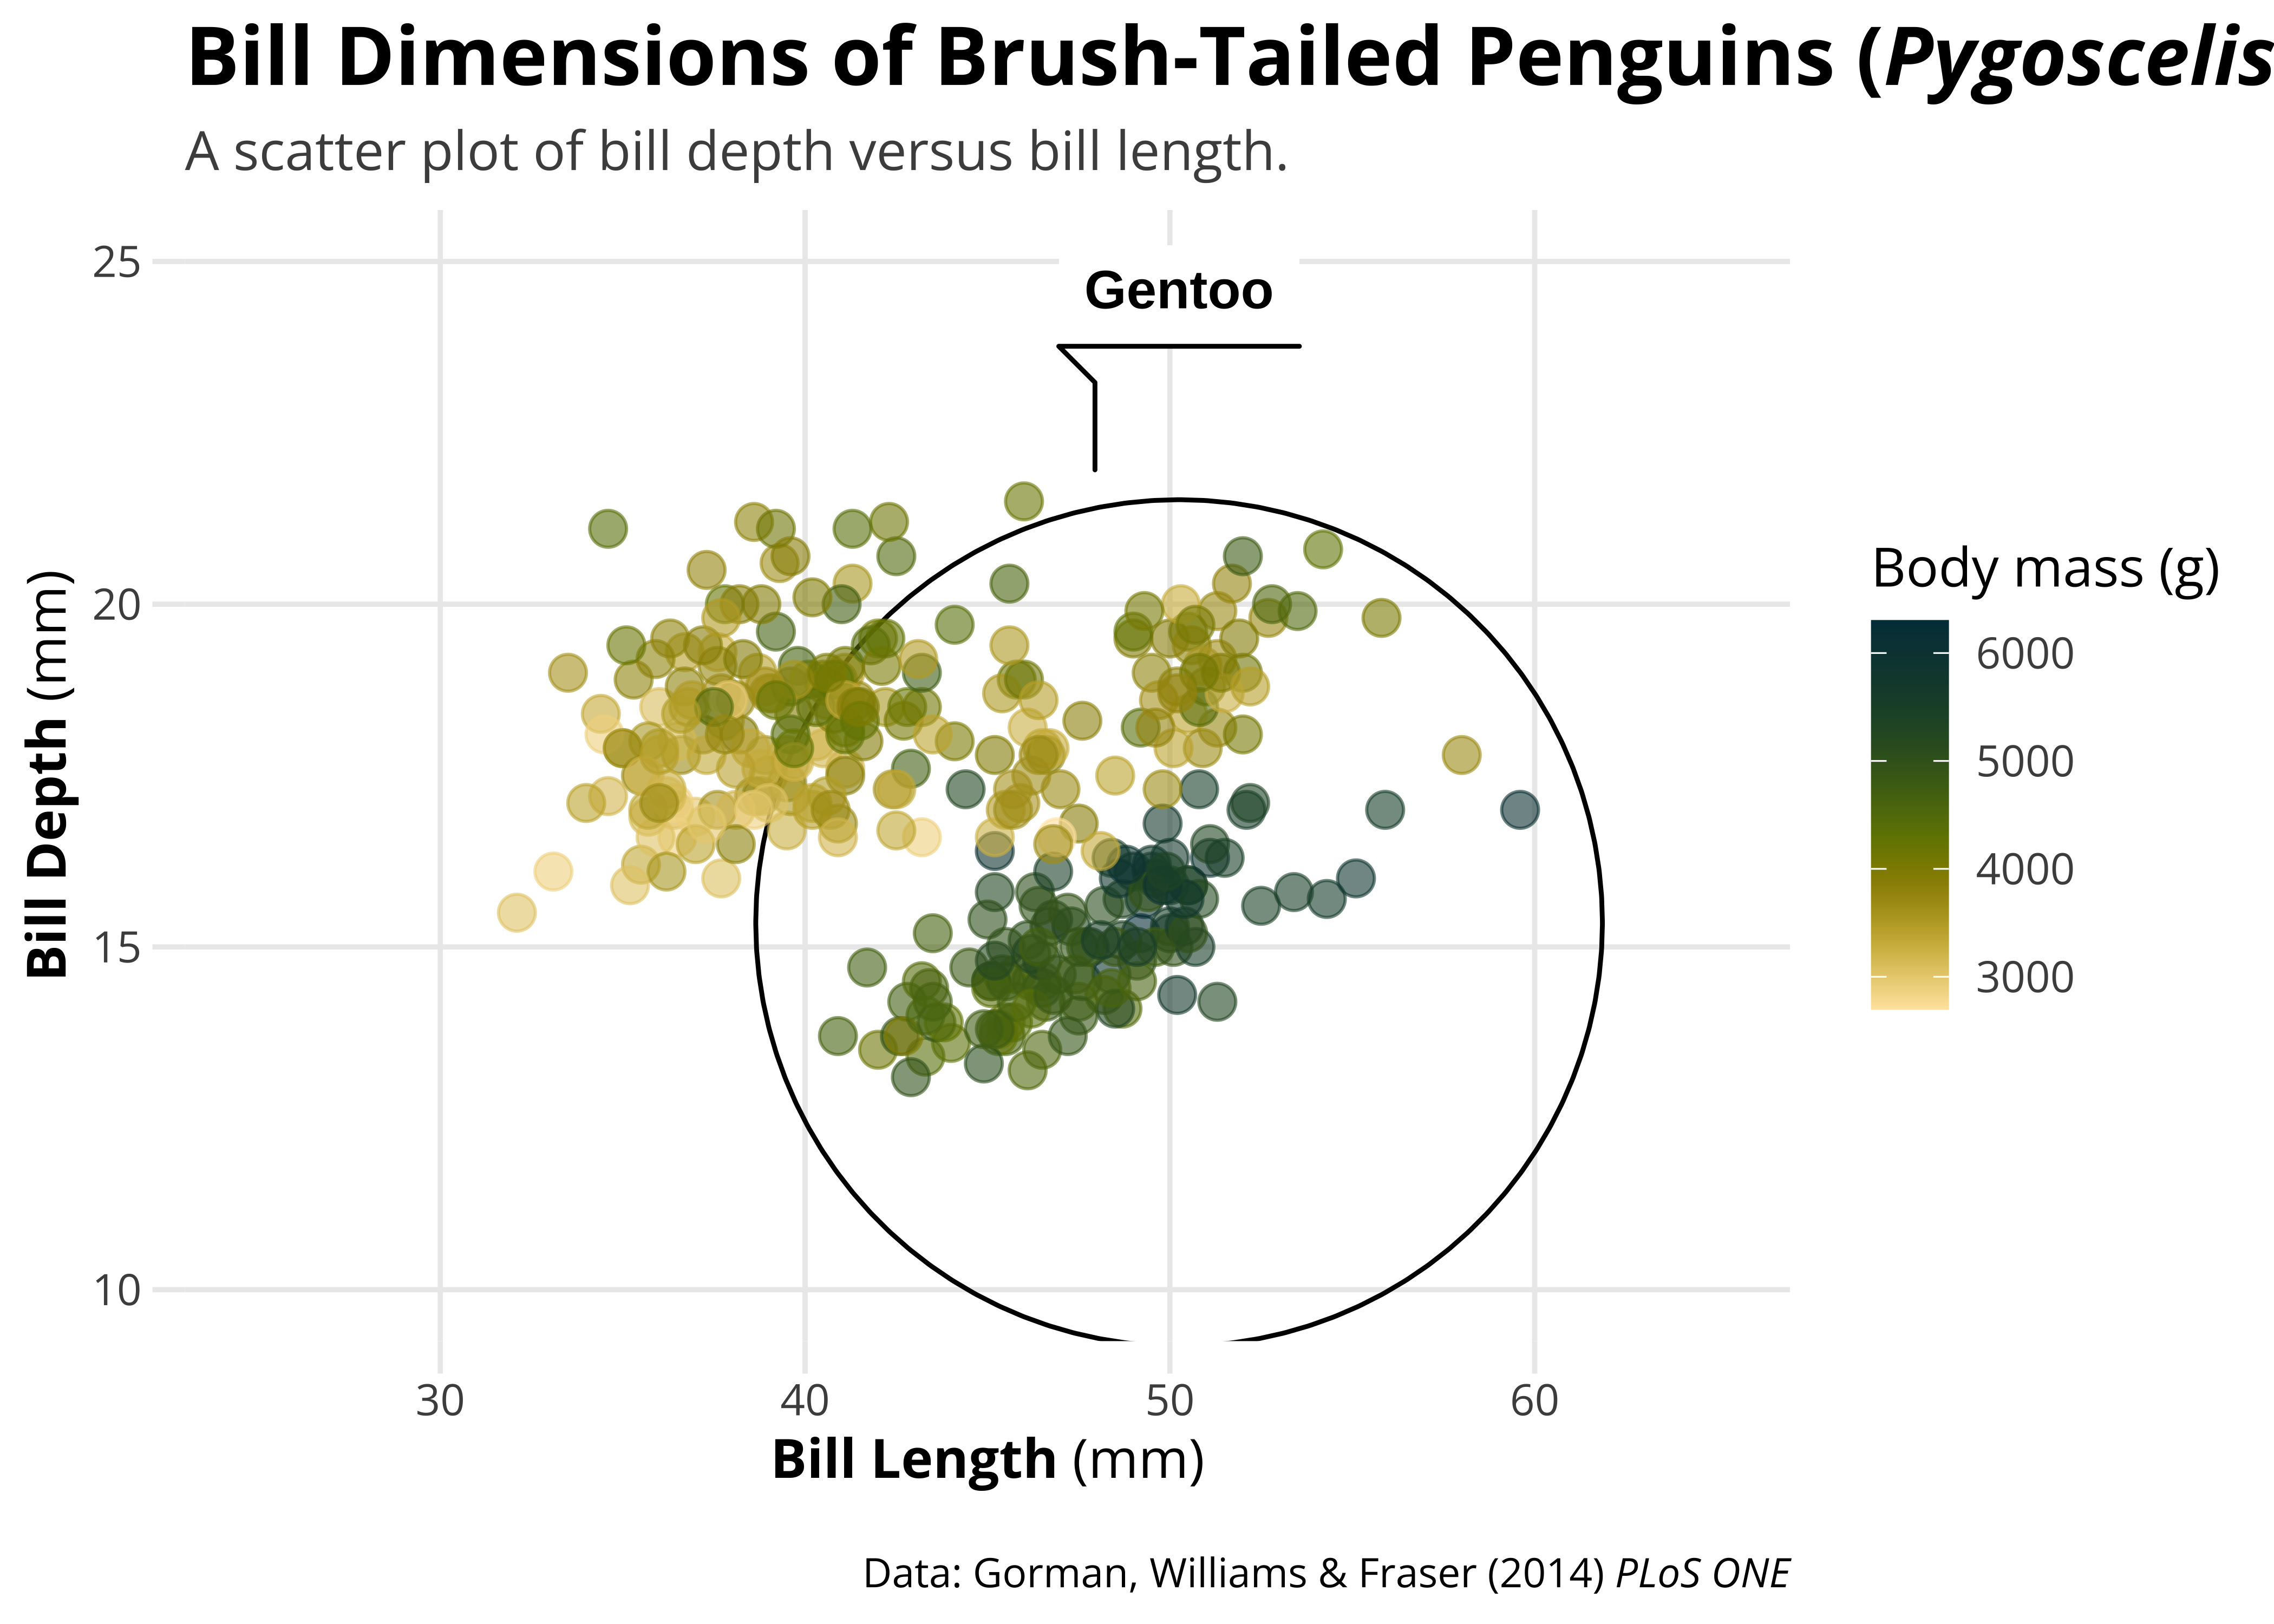 Bill Dimensions of Brush-Tailed Penguins (Pygoscelis
A scatter plot of bill depth versus bill length.
25
Gentoo
20
15
10
Bill Depth (mm)
30 40 50 60
Bill Length (mm)
Body mass (g)
6000
5000
4000
3000
Data: Gorman, Williams & Fraser (2014) PLoS ONE